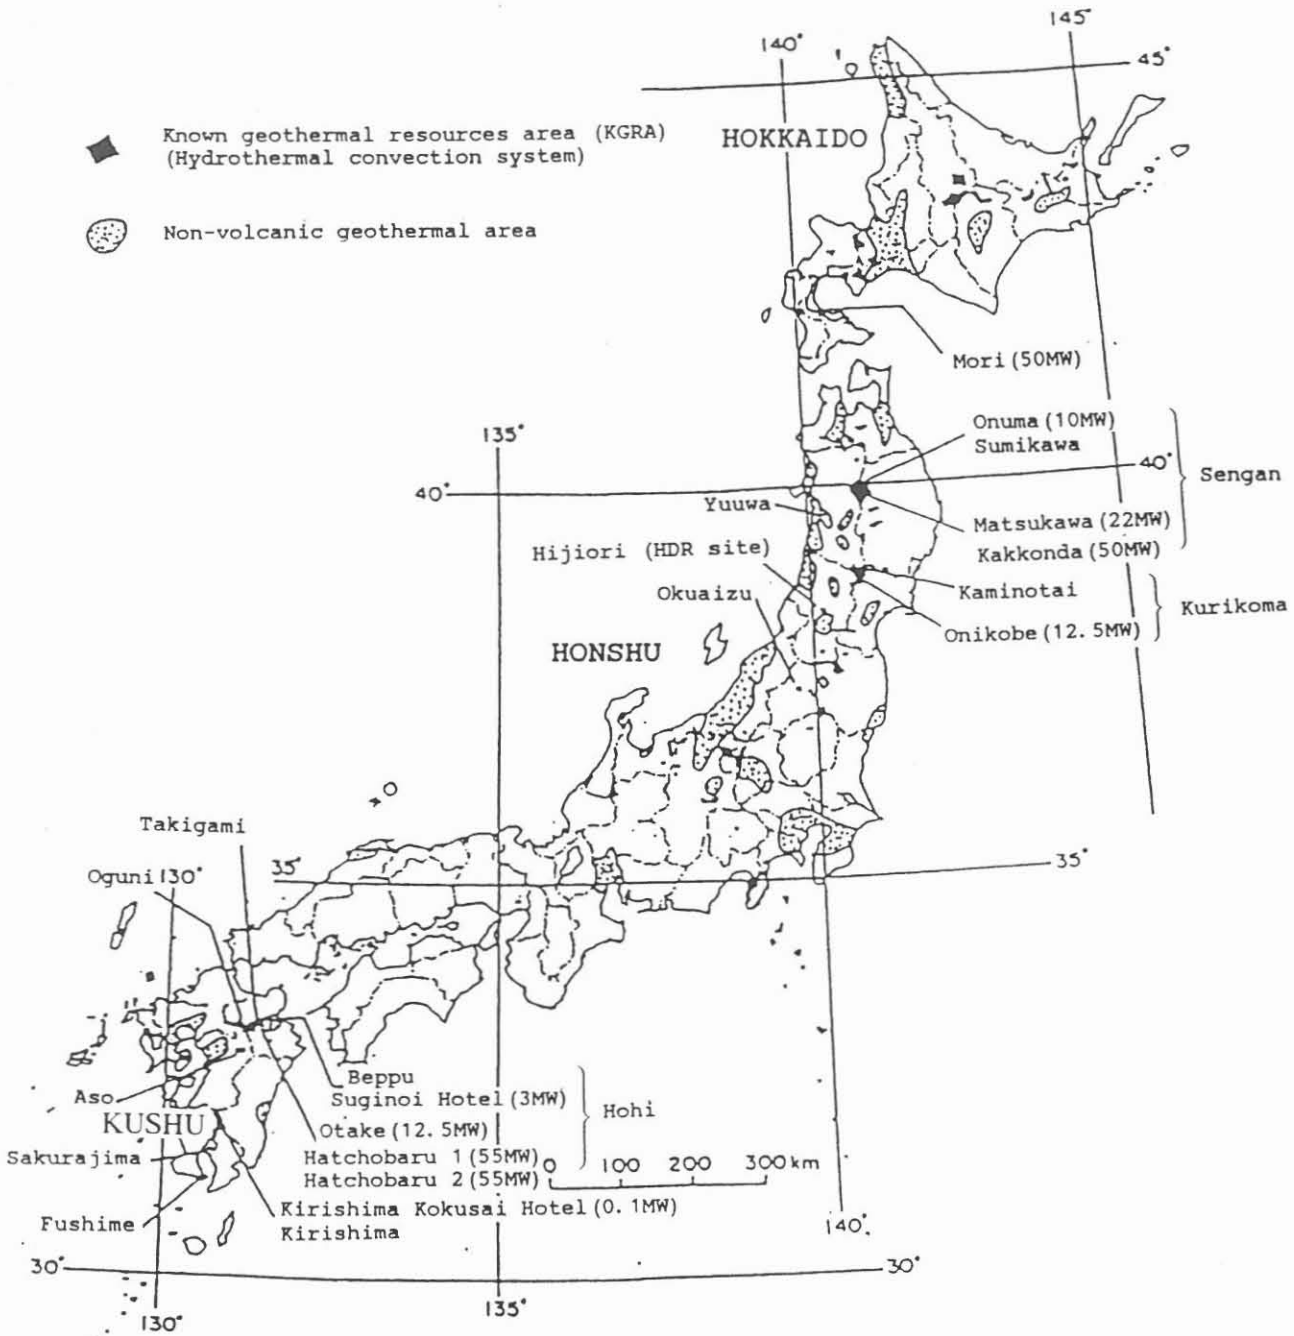 145°
140°
45°
Known geothermal resources area (KGRA)
(Hydrothermal convection system)
HOKKAIDO
Non-volcanic geothermal area
Mori (50MW)
135°
Onuma (10MW)
Sumikawa
40°
40°
Sengan
Yuuwa
Matsukawa (22MW)
Hijiori (HDR site)
Kakkonda (50MW)
Okuaizu
Kaminotai
Kurikoma
Onikobe (12.5MW)
HONSHU
Takigami
35°
35°
Oguni
130°
Beppu
Suginoi Hotel (3MW)
Hohi
Aso
KUSHU
Otake (12.5MW)
Sakurajima
Hatchobaru 1 (55MW)
Hatchobaru 2 (55MW)
0 100 200 300 km
Kirishima Kokusai Hotel (0.1MW)
Kirishima
Fushime
140°
30°
30°
130°
135°